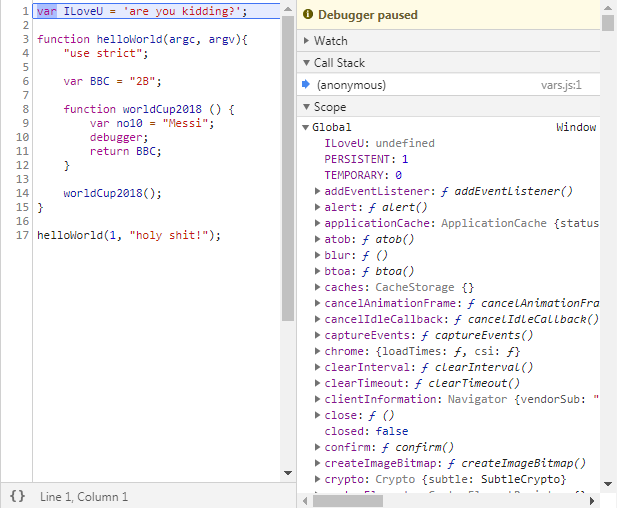 1 var ILoveU = 'are you kidding?';
2
3 function helloWorld(argc, argv){
4     "use strict";
5
6     var BBC = "2B";
7
8     function worldCup2018 () {
9         var no10 = "Messi";
10         debugger;
11         return BBC;
12     }
13
14     worldCup2018();
15 }
16
17 helloWorld(1, "holy shit!");
{} Line 1, Column 1
Debugger paused
Watch
Call Stack
(anonymous) vars.js:1
Scope
Global Window
ILoveU: undefined
PERSISTENT: 1
TEMPORARY: 0
addEventListener: ƒ addEventListener()
alert: ƒ alert()
applicationCache: ApplicationCache {status
atob: ƒ atob()
blur: ƒ ()
btoa: ƒ btoa()
caches: CacheStorage {}
cancelAnimationFrame: ƒ cancelAnimationFra
cancelIdleCallback: ƒ cancelIdleCallback()
captureEvents: ƒ captureEvents()
chrome: {loadTimes: ƒ, csi: ƒ}
clearInterval: ƒ clearInterval()
clearTimeout: ƒ clearTimeout()
clientInformation: Navigator {vendorSub: "
close: ƒ ()
closed: false
confirm: ƒ confirm()
createImageBitmap: ƒ createImageBitmap()
crypto: Crypto {subtle: SubtleCrypto}